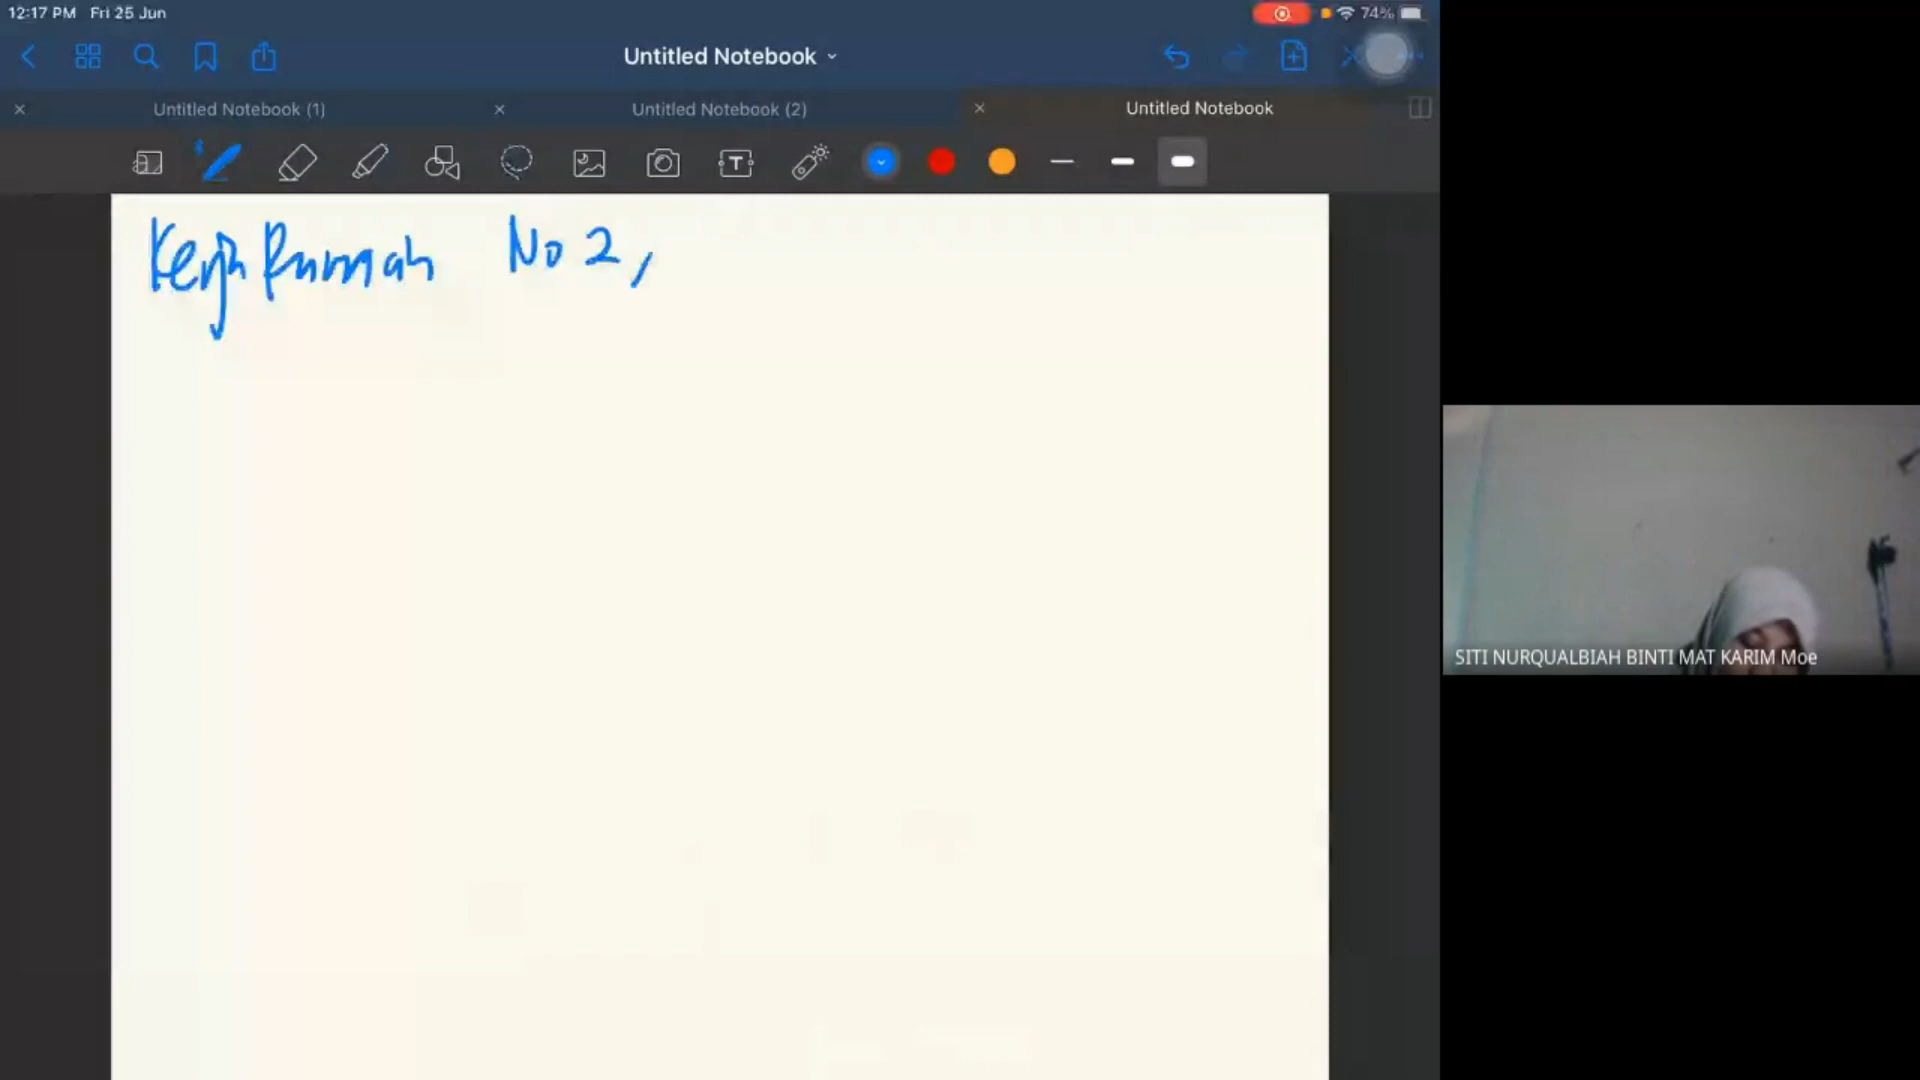 12:17 PM Fri 25 Jun
74%
Untitled Notebook
Untitled Notebook (1)
Untitled Notebook (2)
Untitled Notebook
T
Kerja Rumah No 2,
SITI NURQUALBIAH BINTI MAT KARIM Moe